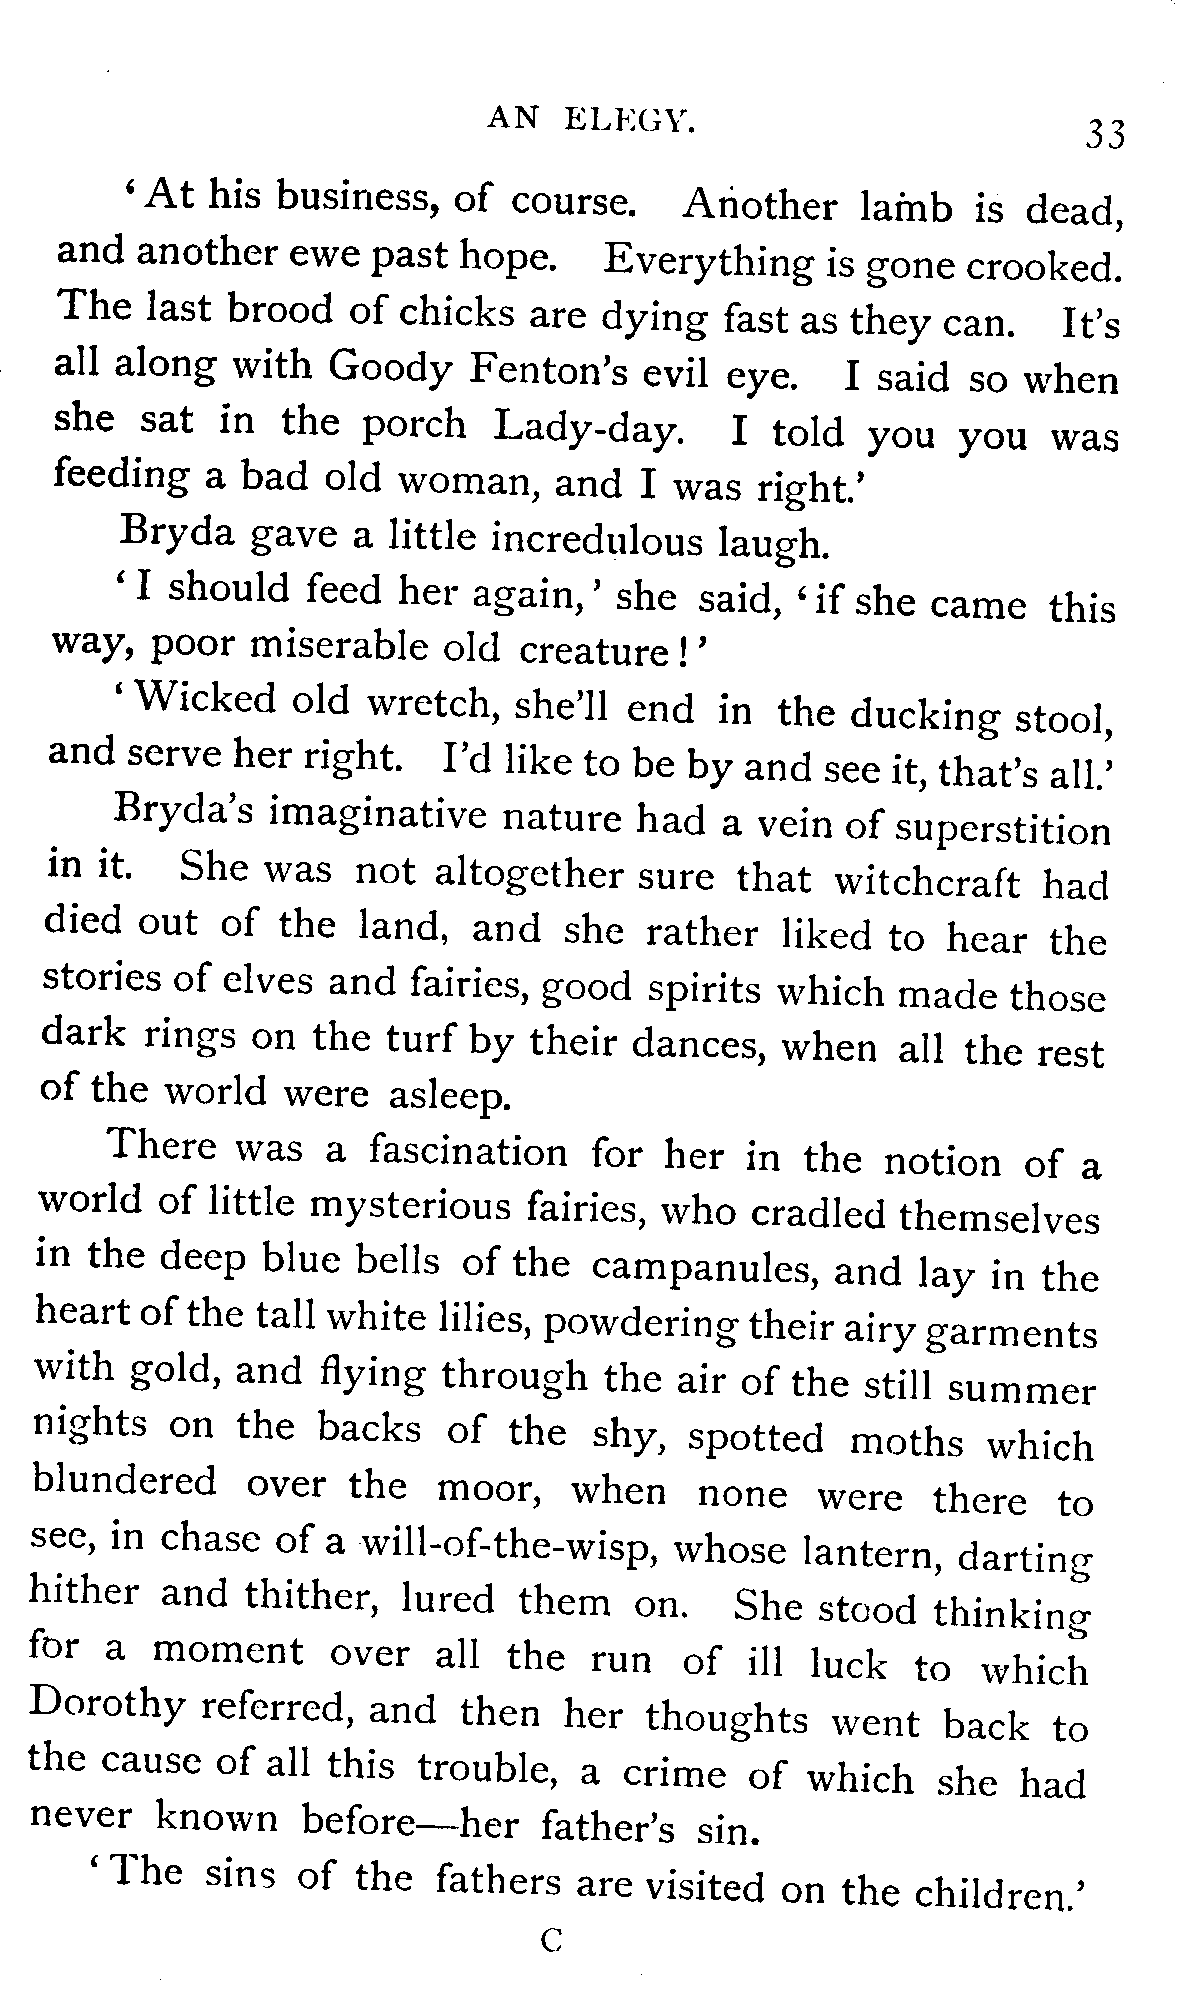 AN ELEGY.
33
‘At his business, of course. Another lamb is dead,
and another ewe past hope. Everything is gone crooked.
The last brood of chicks are dying fast as they can. It's
all along with Goody Fenton's evil eye. I said so when
she sat in the porch Lady-day. I told you you was
feeding a bad old woman, and I was right.’
Bryda gave a little incredulous laugh.
‘I should feed her again,’ she said, ‘if she came this
way, poor miserable old creature!’
‘Wicked old wretch, she'll end in the ducking stool,
and serve her right. I'd like to be by and see it, that's all.’
Bryda's imaginative nature had a vein of superstition
in it. She was not altogether sure that witchcraft had
died out of the land, and she rather liked to hear the
stories of elves and fairies, good spirits which made those
dark rings on the turf by their dances, when all the rest
of the world were asleep.
There was a fascination for her in the notion of a
world of little mysterious fairies, who cradled themselves
in the deep blue bells of the campanules, and lay in the
heart of the tall white lilies, powdering their airy garments
with gold, and flying through the air of the still summer
nights on the backs of the shy, spotted moths which
blundered over the moor, when none were there to
see, in chase of a will-of-the-wisp, whose lantern, darting
hither and thither, lured them on. She stood thinking
for a moment over all the run of ill luck to which
Dorothy referred, and then her thoughts went back to
the cause of all this trouble, a crime of which she had
never known before—her father's sin.
‘The sins of the fathers are visited on the children.’
C